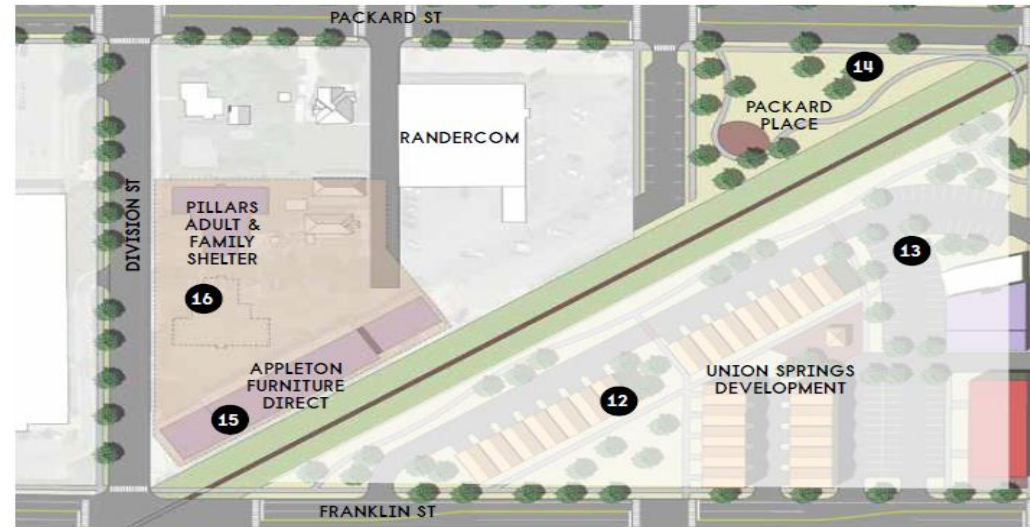 PACKARD ST
14
PACKARD
PLACE
RANDERCOM
DIVISION ST
PILLARS
ADULT &
FAMILY
SHELTER
13
16
APPLETON
FURNITURE
DIRECT
UNION SPRINGS
DEVELOPMENT
12
15
FRANKLIN ST